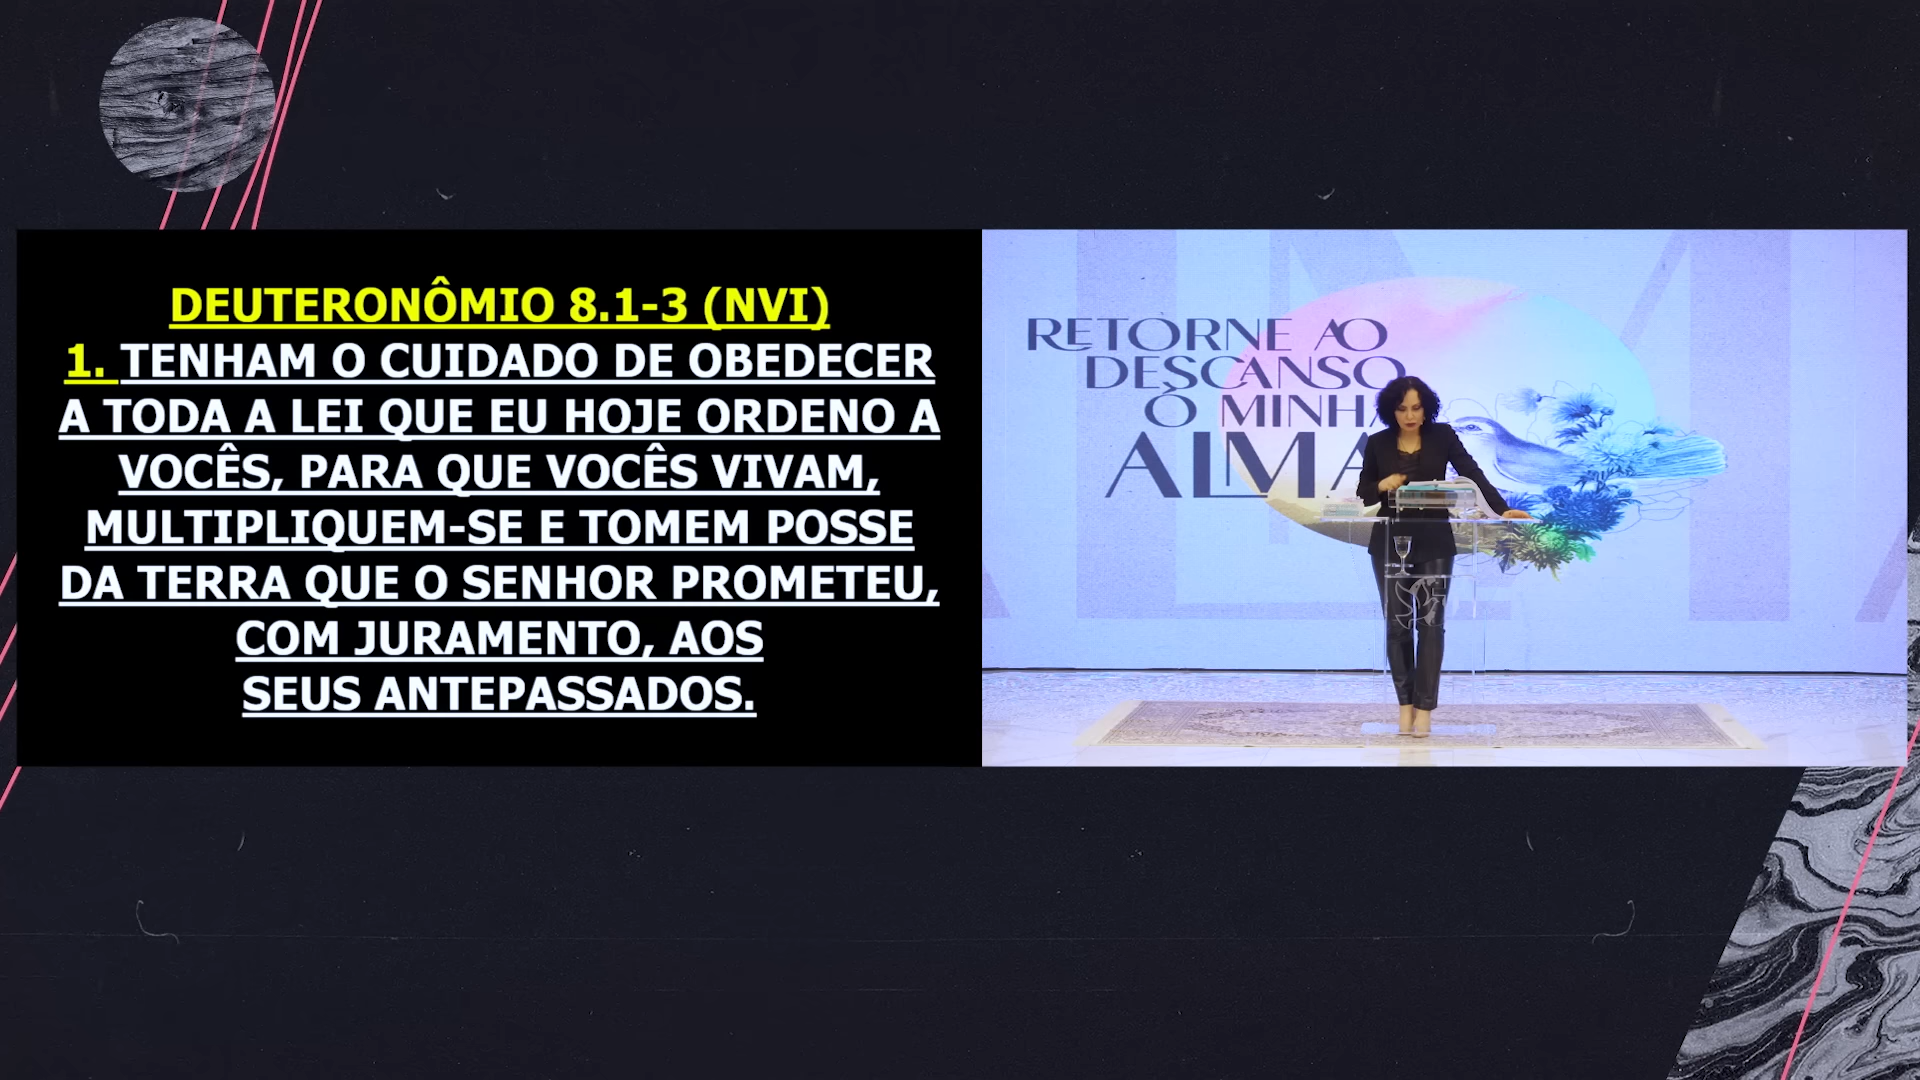 DEUTERONÔMIO 8.1-3 (NVI)
1. TENHAM O CUIDADO DE OBEDECER
A TODA A LEI QUE EU HOJE ORDENO A
VOCÊS, PARA QUE VOCÊS VIVAM,
MULTIPLIQUEM-SE E TOMEM POSSE
DA TERRA QUE O SENHOR PROMETEU,
COM JURAMENTO, AOS
SEUS ANTEPASSADOS.
RETORNE AO
DESCANSO
Ó MINHA
ALMA